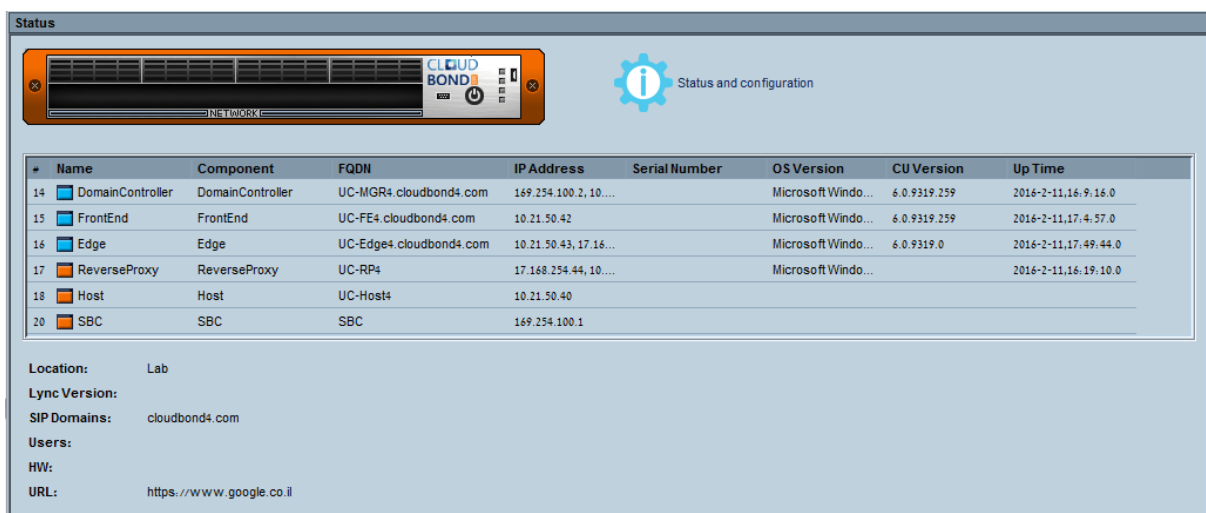 Status
CLOUD
BOND
NETWORK
Status and configuration
# Name Component FQDN IP Address Serial Number OS Version CU Version Up Time
14 DomainController DomainController UC-MGR4.cloudbond4.com 169.254.100.2, 10.... Microsoft Windo... 6.0.9319.259 2016-2-11,16:9:16.0
15 FrontEnd FrontEnd UC-FE4.cloudbond4.com 10.21.50.42 Microsoft Windo... 6.0.9319.259 2016-2-11,17:4:57.0
16 Edge Edge UC-Edge4.cloudbond4.com 10.21.50.43, 17.16... Microsoft Windo... 6.0.9319.0 2016-2-11,17:49:44.0
17 ReverseProxy ReverseProxy UC-RP4 17.168.254.44, 10.... Microsoft Windo... 2016-2-11,16:19:10.0
18 Host Host UC-Host4 10.21.50.40
20 SBC SBC SBC 169.254.100.1
Location: Lab
Lync Version:
SIP Domains: cloudbond4.com
Users:
HW:
URL: https://www.google.co.il